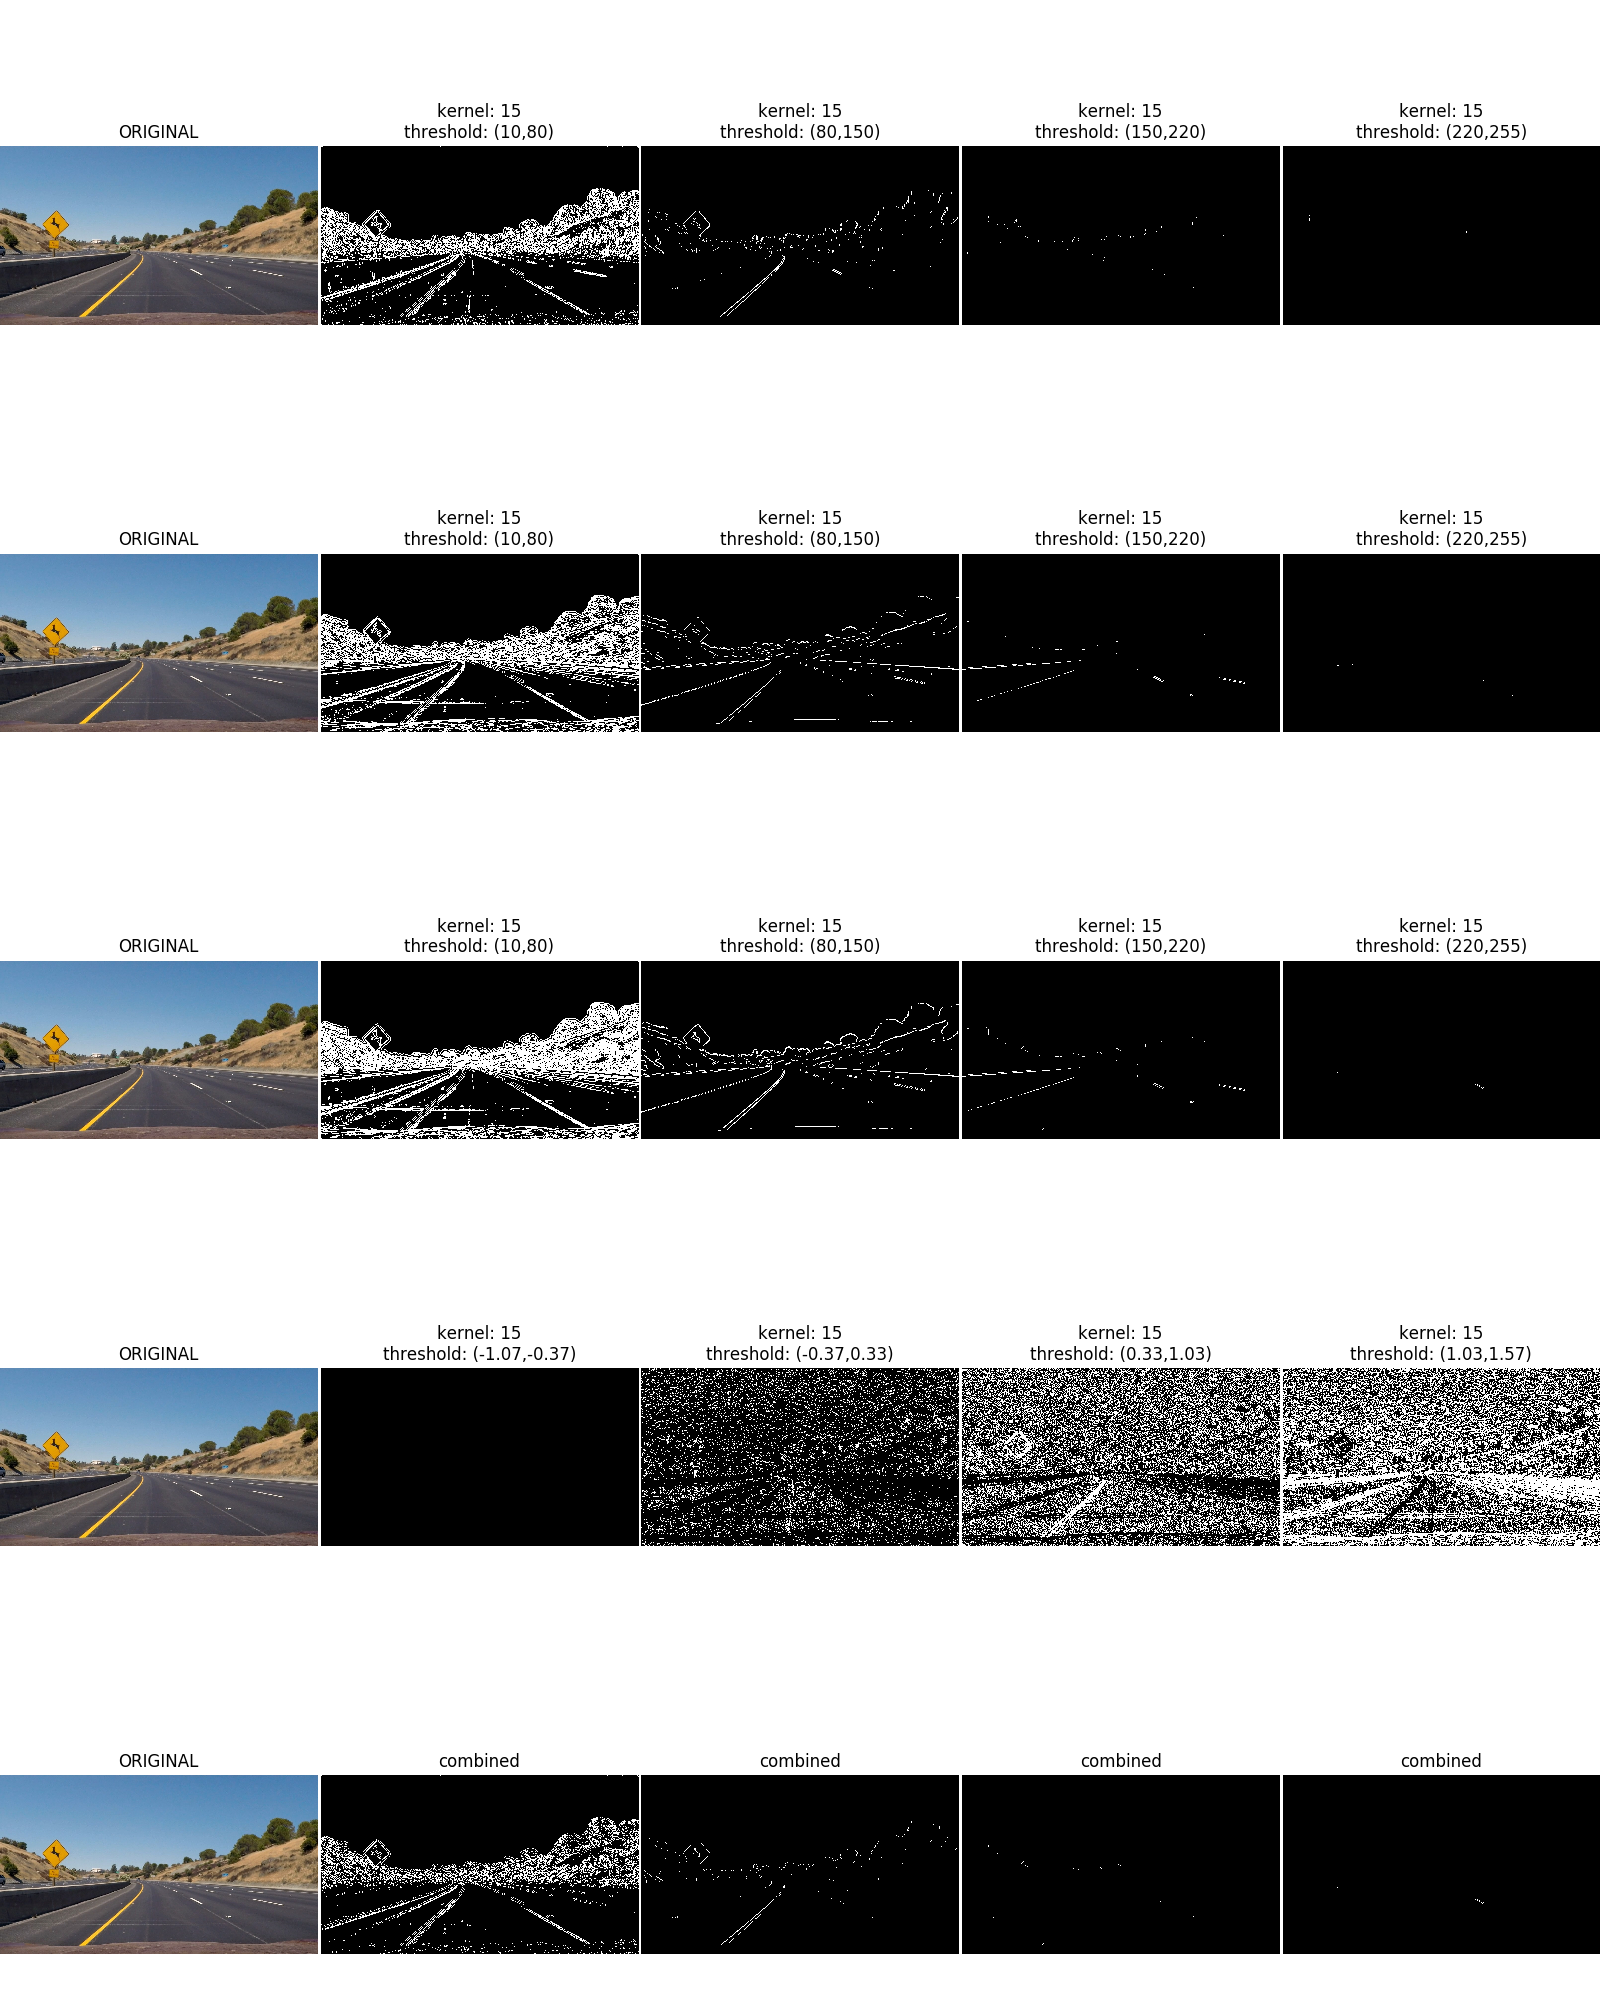 ORIGINAL
kernel: 15
threshold: (10,80)
kernel: 15
threshold: (80,150)
kernel: 15
threshold: (150,220)
kernel: 15
threshold: (220,255)
ORIGINAL
kernel: 15
threshold: (10,80)
kernel: 15
threshold: (80,150)
kernel: 15
threshold: (150,220)
kernel: 15
threshold: (220,255)
ORIGINAL
kernel: 15
threshold: (10,80)
kernel: 15
threshold: (80,150)
kernel: 15
threshold: (150,220)
kernel: 15
threshold: (220,255)
ORIGINAL
kernel: 15
threshold: (-1.07,-0.37)
kernel: 15
threshold: (-0.37,0.33)
kernel: 15
threshold: (0.33,1.03)
kernel: 15
threshold: (1.03,1.57)
ORIGINAL
combined
combined
combined
combined